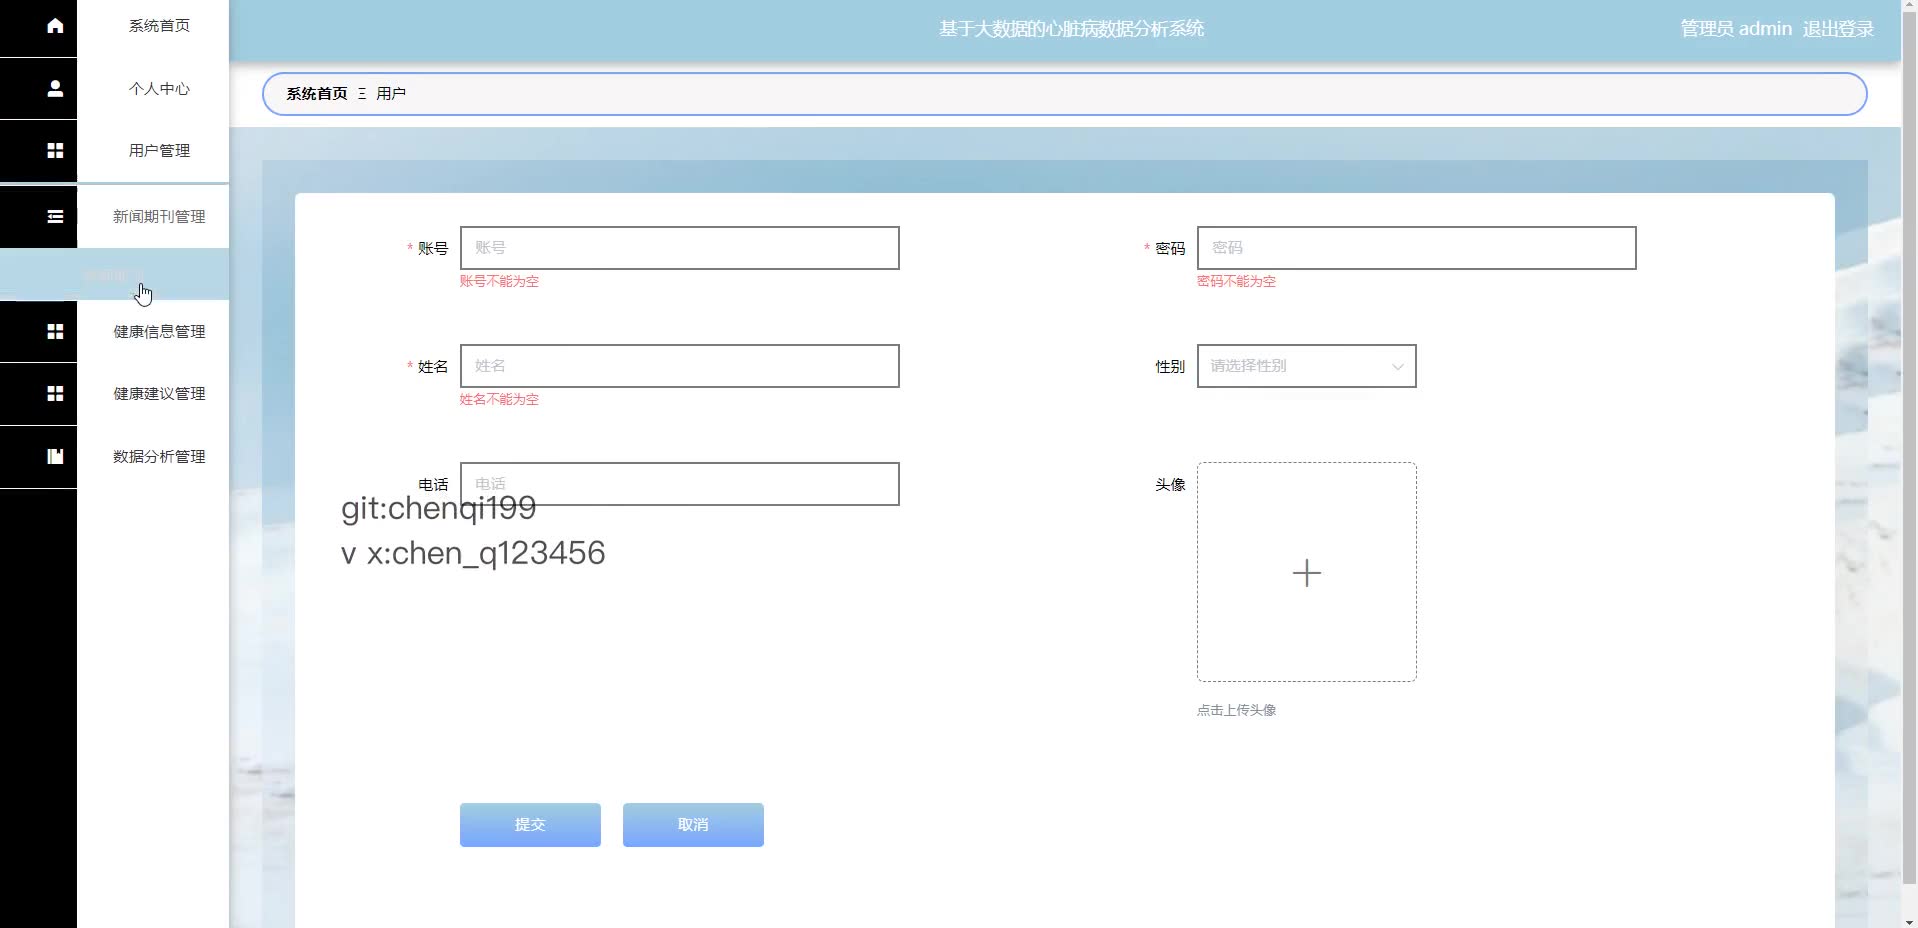 系统首页
个人中心
用户管理
新闻期刊管理
健康信息管理
健康建议管理
数据分析管理
基于大数据的心脏病数据分析系统
管理员 admin 退出登录
系统首页 Ξ 用户
* 账号 账号
账号不能为空
* 密码 密码
密码不能为空
* 姓名 姓名
姓名不能为空
性别 请选择性别
电话 电话
头像
点击上传头像
git:chenqi199
v x:chen_q123456
提交
取消